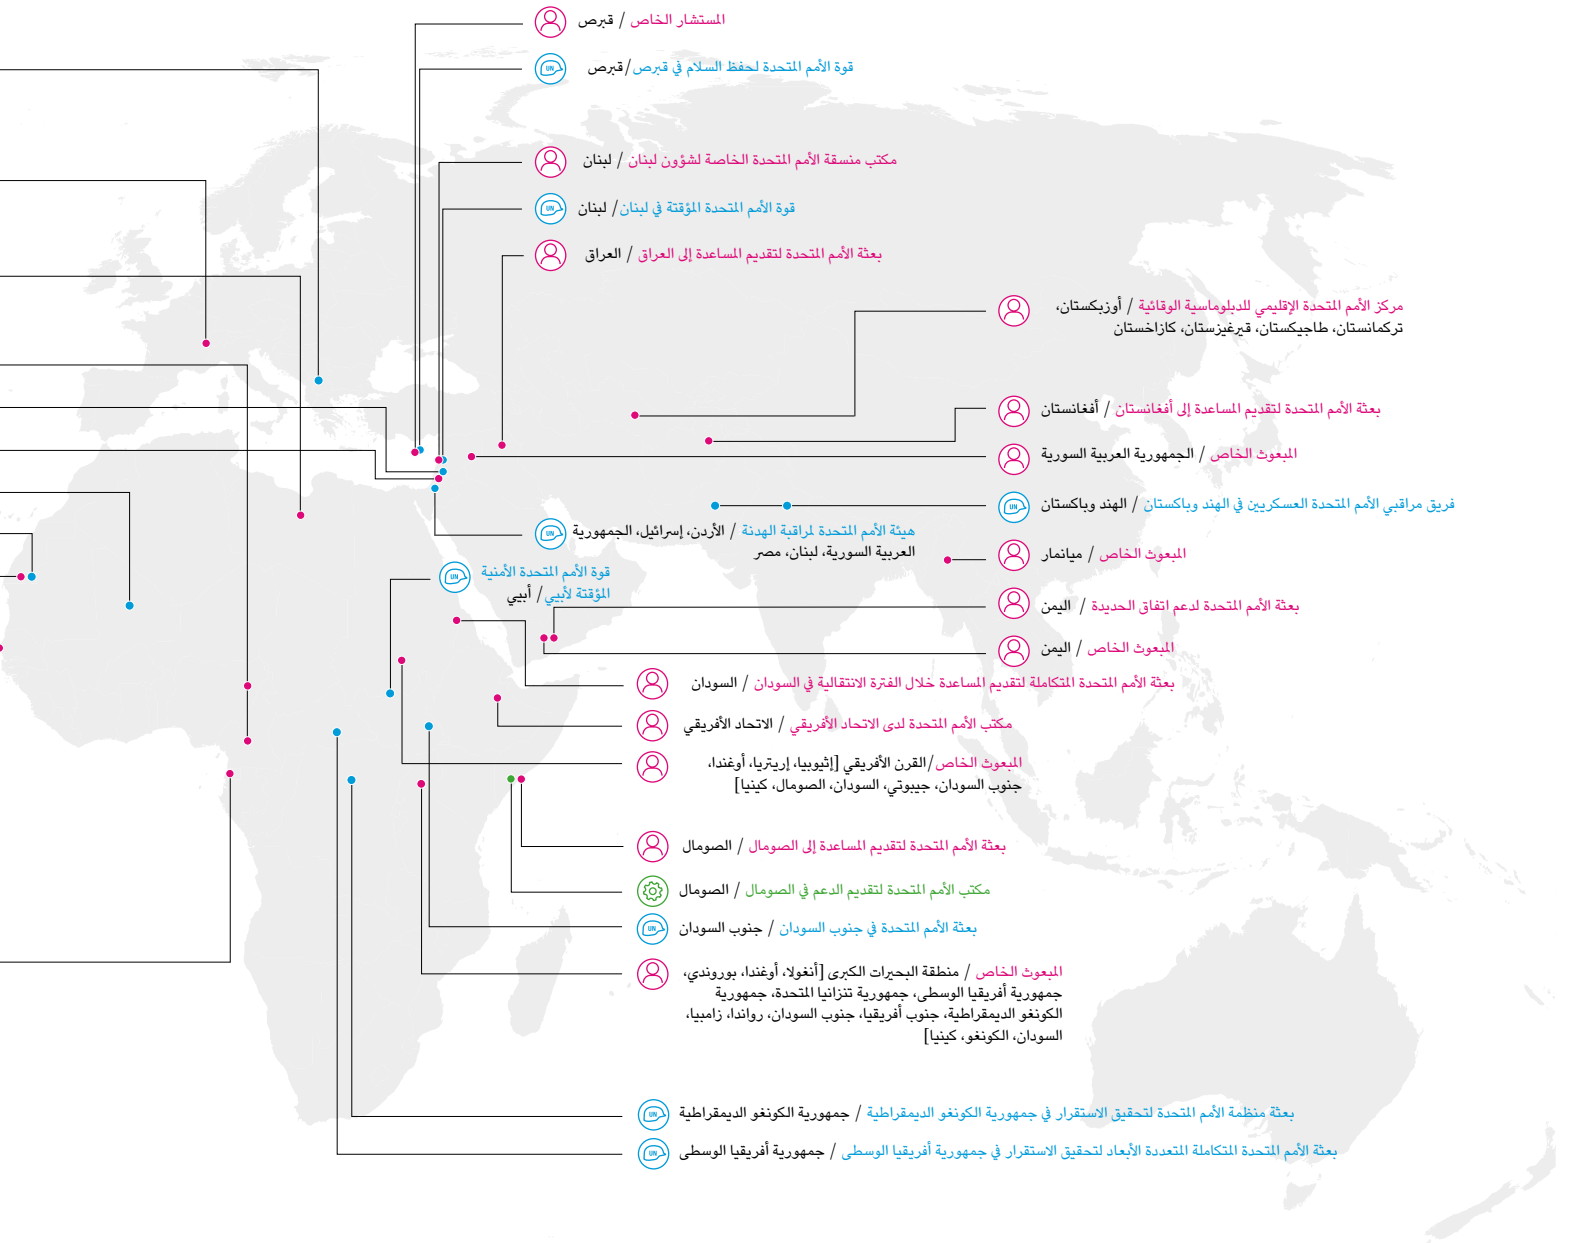 المستشار الخاص / قبرص
قوة الأمم المتحدة لحفظ السلام في قبرص/قبرص
مكتب منسقة الأمم المتحدة الخاصة لشؤون لبنان / لبنان
قوة الأمم المتحدة المؤقتة في لبنان/ لبنان
بعثة الأمم المتحدة لتقديم المساعدة إلى العراق / العراق
مركز الأمم المتحدة الإقليمي للدبلوماسية الوقائية / أوزبكستان،
تركمانستان، طاجيكستان، قيرغيزستان، كازاخستان
بعثة الأمم المتحدة لتقديم المساعدة إلى أفغانستان / أفغانستان
المبعوث الخاص / الجمهورية العربية السورية
فريق مراقبي الأمم المتحدة العسكريين في الهند وباكستان / الهند وباكستان
هيئة الأمم المتحدة لمراقبة الهدنة / الأردن، إسرائيل، الجمهورية
العربية السورية، لبنان، مصر
المبعوث الخاص / ميانمار
قوة الأمم المتحدة الأمنية
المؤقتة لأبيي/ أبيي
بعثة الأمم المتحدة لدعم اتفاق الحديدة / اليمن
المبعوث الخاص / اليمن
بعثة الأمم المتحدة المتكاملة لتقديم المساعدة خلال الفترة الانتقالية في السودان / السودان
مكتب الأمم المتحدة لدى الاتحاد الأفريقي / الاتحاد الأفريقي
المبعوث الخاص/القرن الأفريقي [إثيوبيا، إريتريا، أوغندا،
جنوب السودان، جيبوتي، السودان، الصومال، كينيا]
بعثة الأمم المتحدة لتقديم المساعدة إلى الصومال / الصومال
مكتب الأمم المتحدة لتقديم الدعم في الصومال / الصومال
بعثة الأمم المتحدة في جنوب السودان / جنوب السودان
المبعوث الخاص / منطقة البحيرات الكبرى [أنغولا، أوغندا، بوروندي،
جمهورية أفريقيا الوسطى، جمهورية تنزانيا المتحدة، جمهورية
الكونغو الديمقراطية، جنوب أفريقيا، جنوب السودان، رواندا، زامبيا،
السودان، الكونغو، كينيا]
بعثة منظمة الأمم المتحدة لتحقيق الاستقرار في جمهورية الكونغو الديمقراطية / جمهورية الكونغو الديمقراطية
بعثة الأمم المتحدة المتكاملة المتعددة الأبعاد لتحقيق الاستقرار في جمهورية أفريقيا الوسطى / جمهورية أفريقيا الوسطى